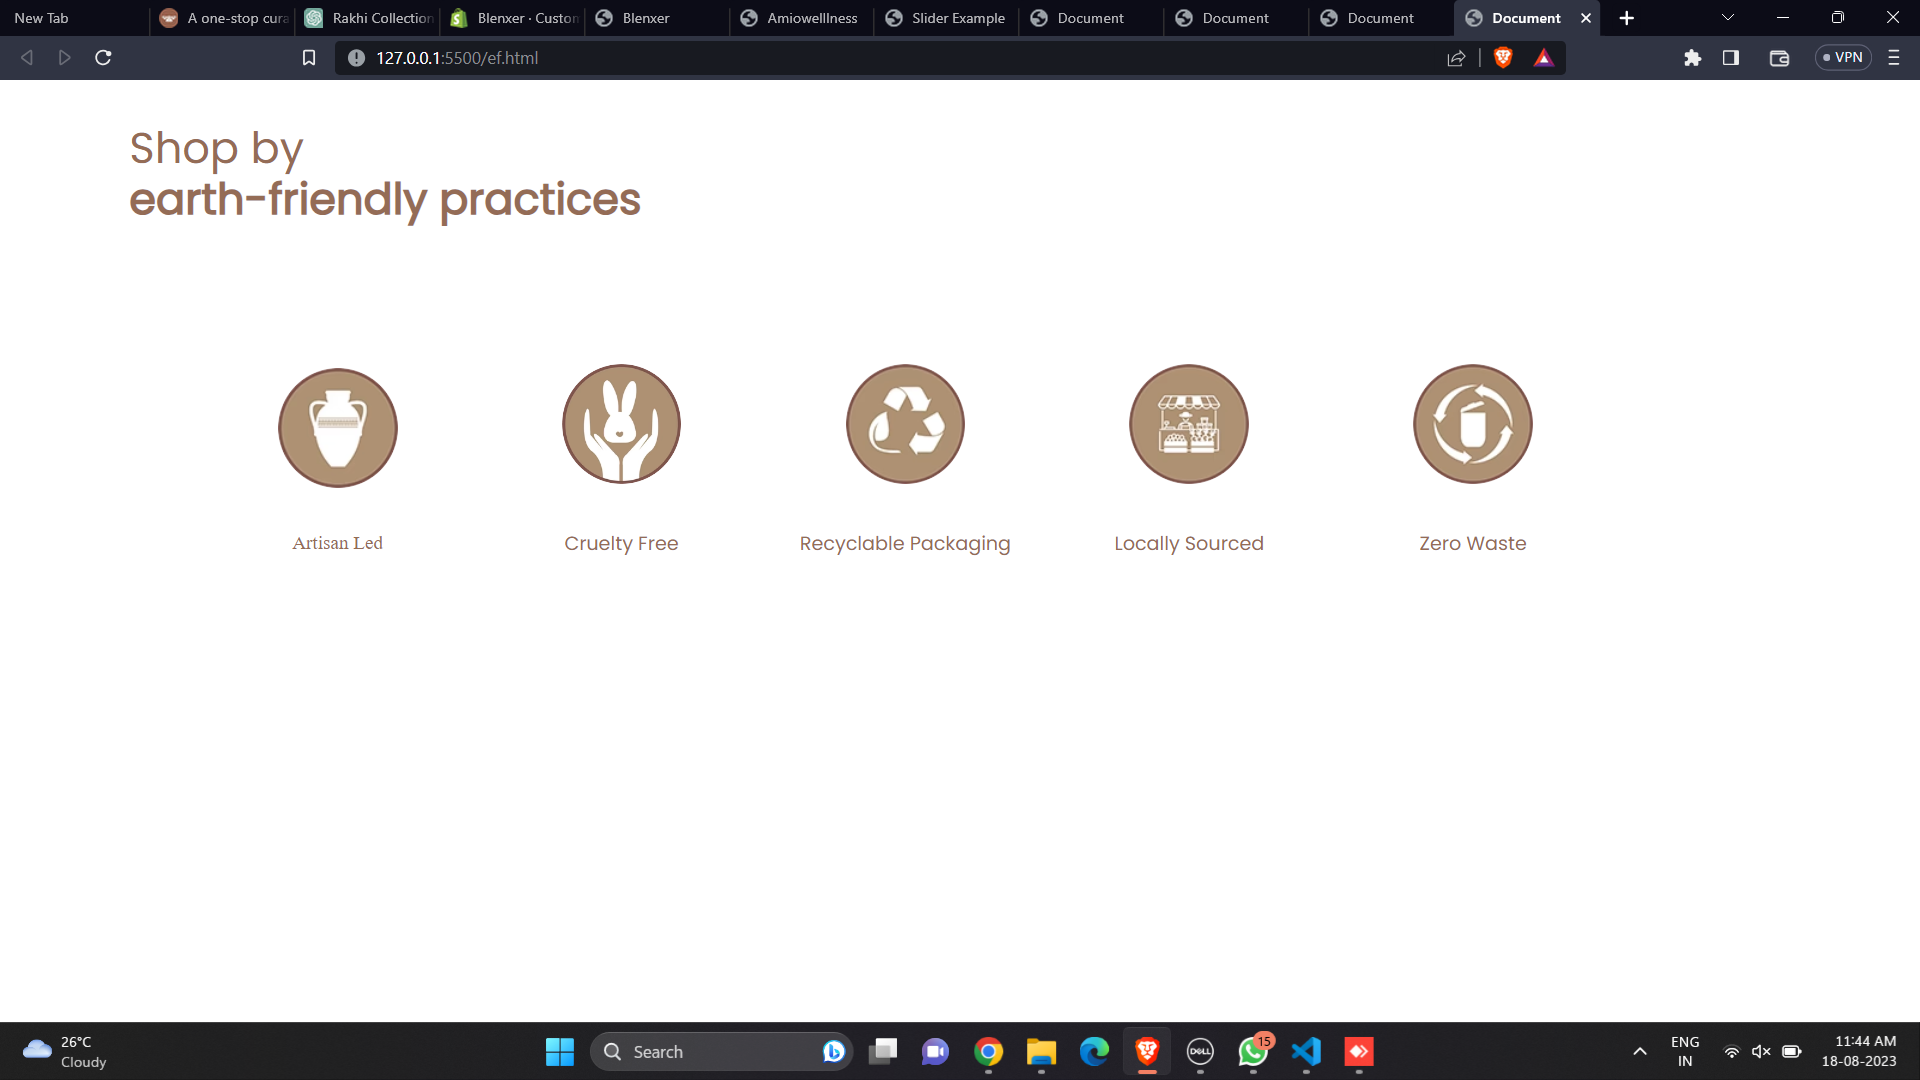 New Tab
A one-stop cura
Rakhi Collection
Blenxer · Custom
Blenxer
Amiowelllness
Slider Example
Document
Document
Document
Document
127.0.0.1:5500/ef.html
VPN
Shop by
earth-friendly practices
Artisan Led
Cruelty Free
Recyclable Packaging
Locally Sourced
Zero Waste
26°C
Cloudy
Search
DELL
15
ENG
IN
11:44 AM
18-08-2023